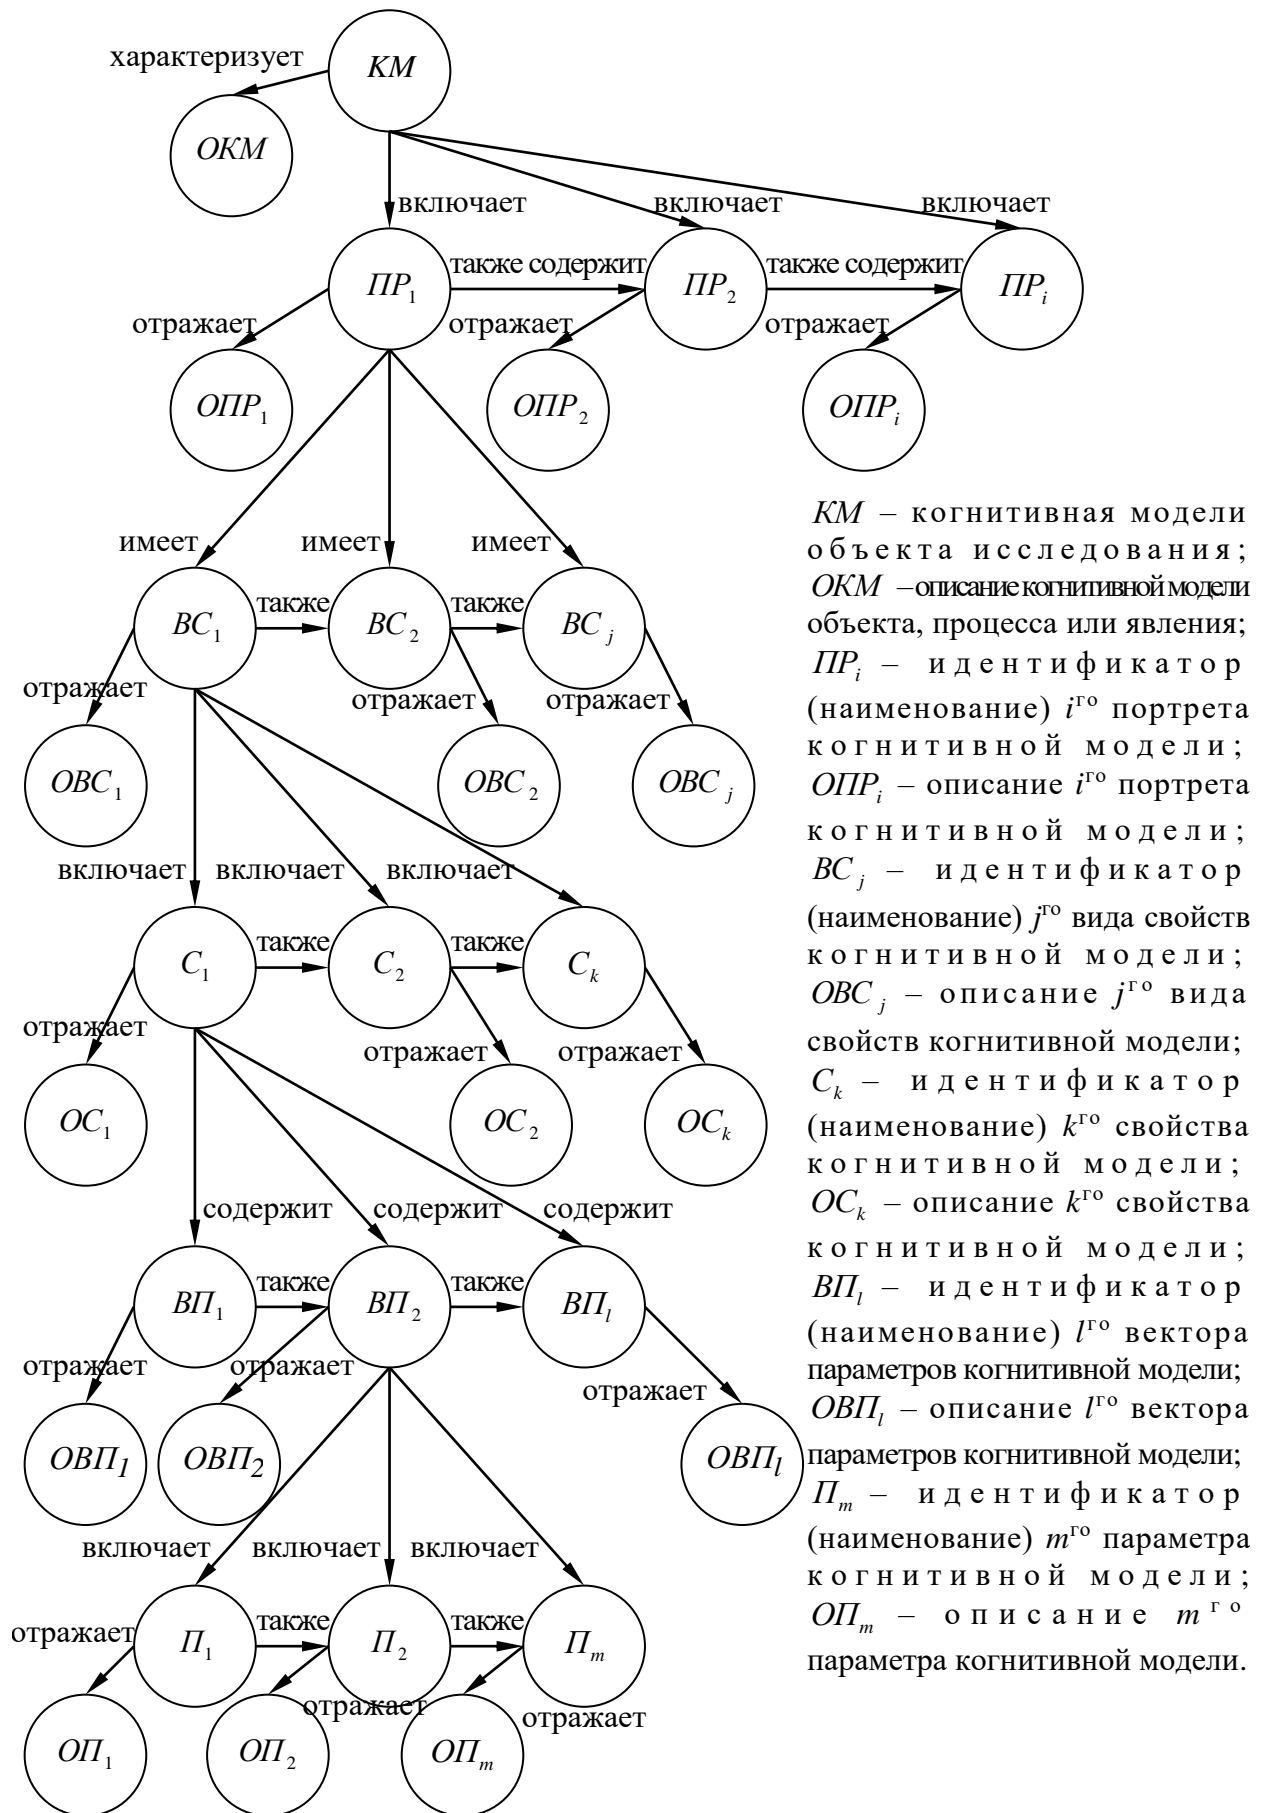 характеризует
КМ
ОКМ
включает включает включает
ПР₁ также содержит ПР₂ также содержит ПРᵢ
отражает отражает отражает
ОПР₁ ОПР₂ ОПРᵢ
имеет имеет имеет
ВС₁ также ВС₂ также ВСⱼ
отражает отражает отражает
ОВС₁ ОВС₂ ОВСⱼ
включает включает включает
С₁ также С₂ также Сₖ
отражает отражает отражает
ОС₁ ОС₂ ОСₖ
содержит содержит содержит
ВП₁ также ВП₂ также ВПₗ
отражает отражает отражает
ОВП₁ ОВП₂ ОВПₗ
включает включает включает
отражает П₁ также П₂ также Пₘ
отражает отражает
ОП₁ ОП₂ ОПₘ
КМ – когнитивная модели
объекта исследования;
ОКМ – описание когнитивной модели
объекта, процесса или явления;
ПРᵢ – идентификатор
(наименование) iго портрета
когнитивной модели;
ОПРᵢ – описание iго портрета
когнитивной модели;
ВСⱼ – идентификатор
(наименование) jго вида свойств
когнитивной модели;
ОВСⱼ – описание jго вида
свойств когнитивной модели;
Сₖ – идентификатор
(наименование) kго свойства
когнитивной модели;
ОСₖ – описание kго свойства
когнитивной модели;
ВПₗ – идентификатор
(наименование) lго вектора
параметров когнитивной модели;
ОВПₗ – описание lго вектора
параметров когнитивной модели;
Пₘ – идентификатор
(наименование) mго параметра
когнитивной модели;
ОПₘ – описание mго
параметра когнитивной модели.